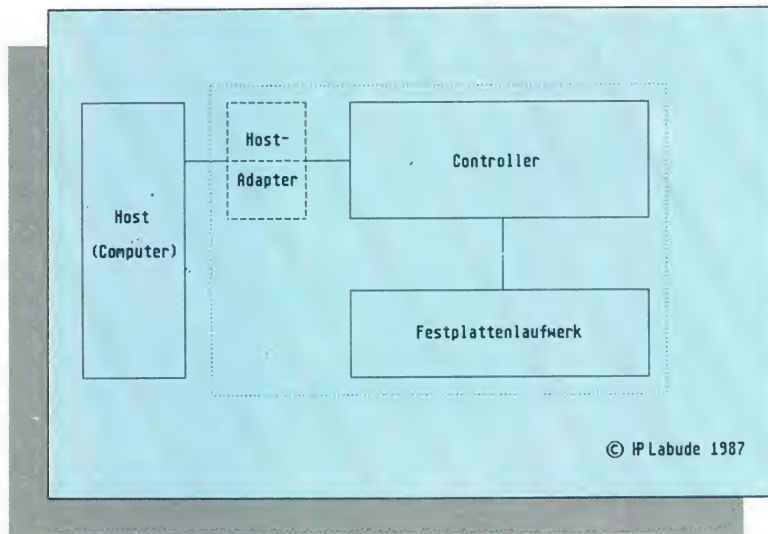 Host
(Computer)
Host-
Adapter
Controller
Festplattenlaufwerk
© HP Labude 1987